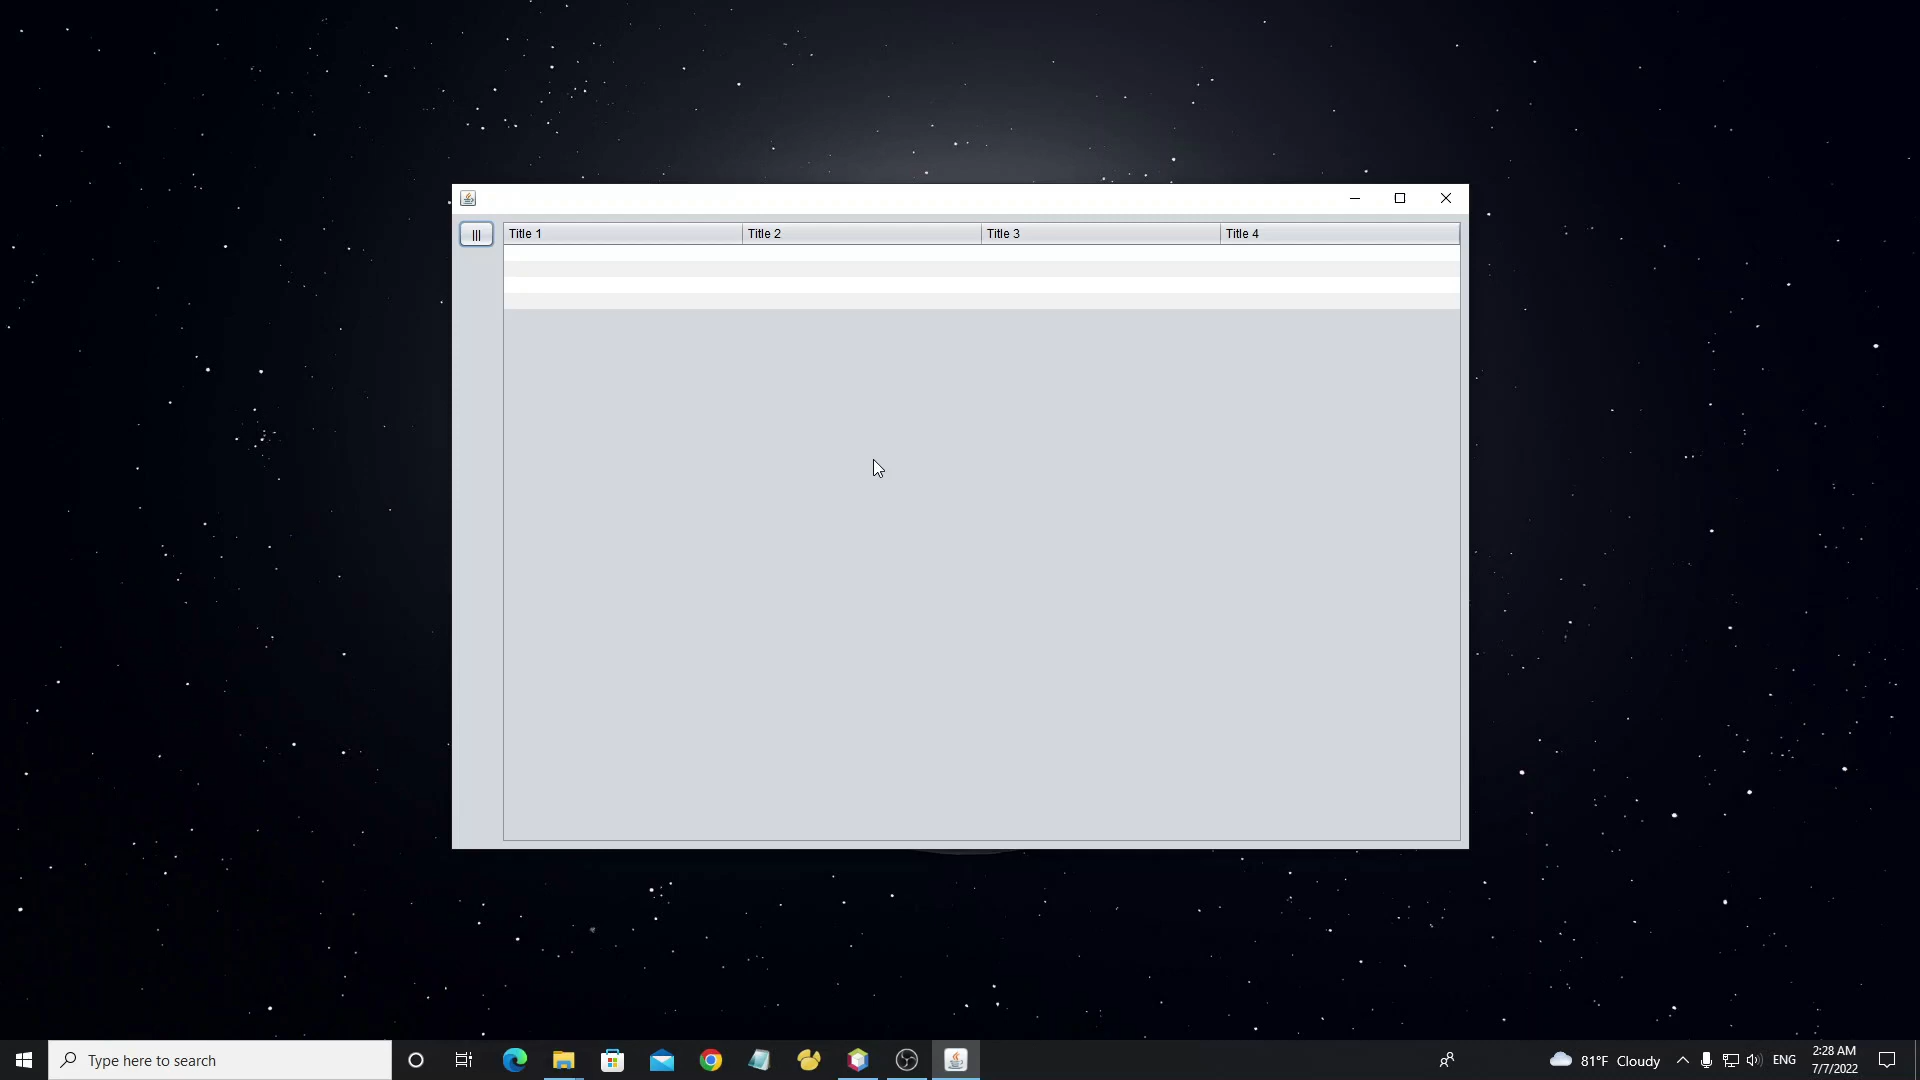 |||
Title 1
Title 2
Title 3
Title 4
Type here to search
81°F Cloudy
ENG
2:28 AM
7/7/2022